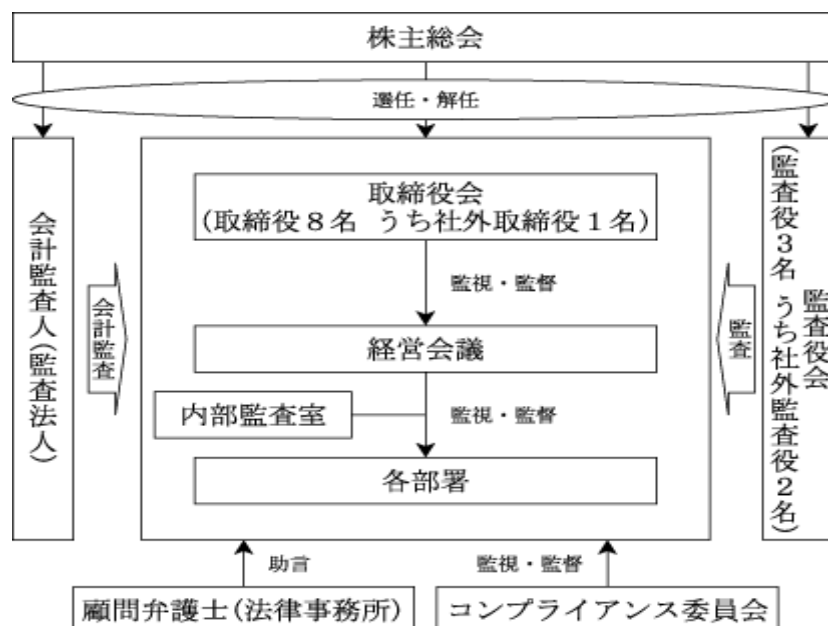 株主総会
選任・解任
会計監査人(監査法人)
会計監査
取締役会
(取締役8名 うち社外取締役1名)
監視・監督
経営会議
内部監査室
監視・監督
各部署
監査
監査役会
(監査役3名 うち社外監査役2名)
助言
監視・監督
顧問弁護士(法律事務所)
コンプライアンス委員会